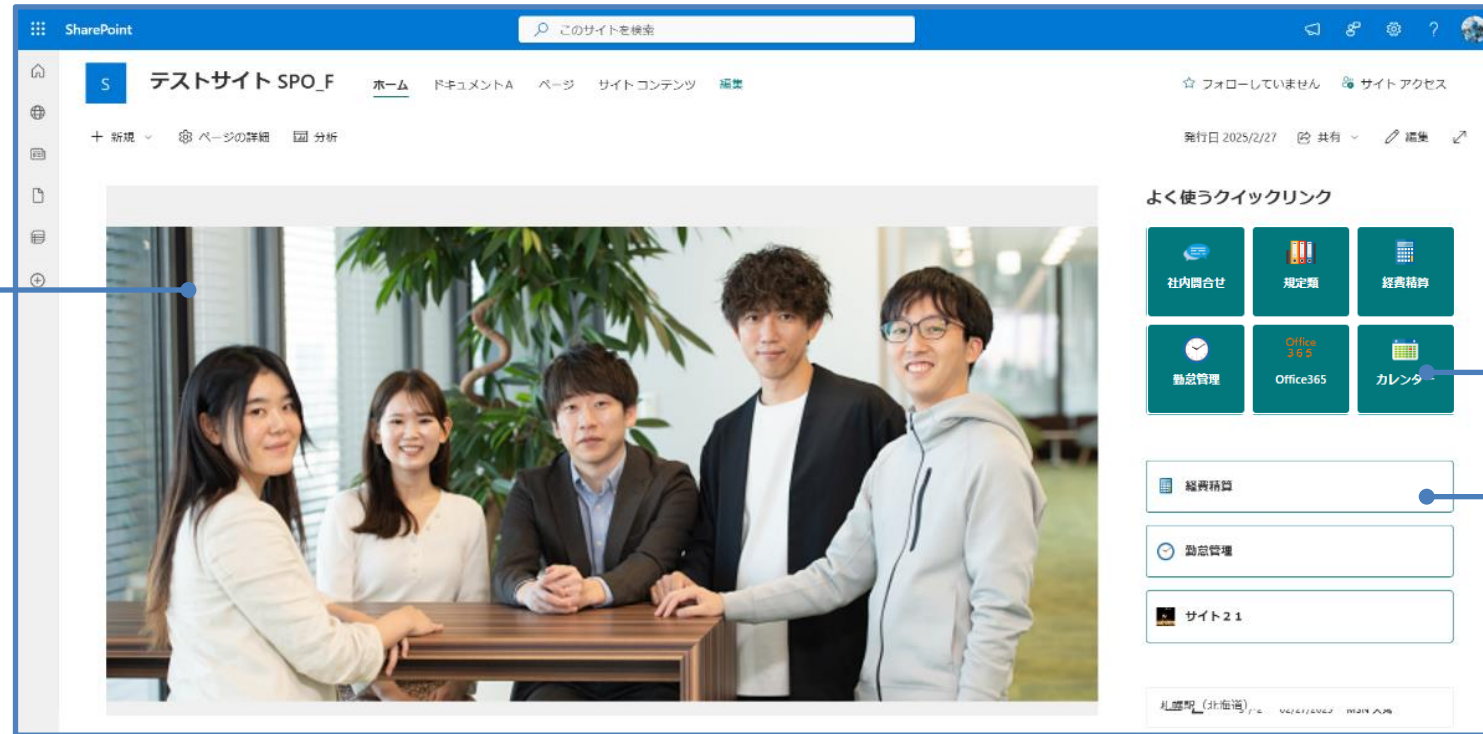 SharePoint
このサイトを検索
?
S
テストサイト SPO_F
ホーム ドキュメントA ページ サイト コンテンツ 編集
☆ フォローしていません サイト アクセス
+ 新規 ページの詳細 分析
発行日 2025/2/27 共有 編集
よく使うクイックリンク
社内問合せ 規定類 経費精算
Office
365
勤怠管理 Office365 カレンダー
経費精算
勤怠管理
サイト21
札幌駅 (北海道)